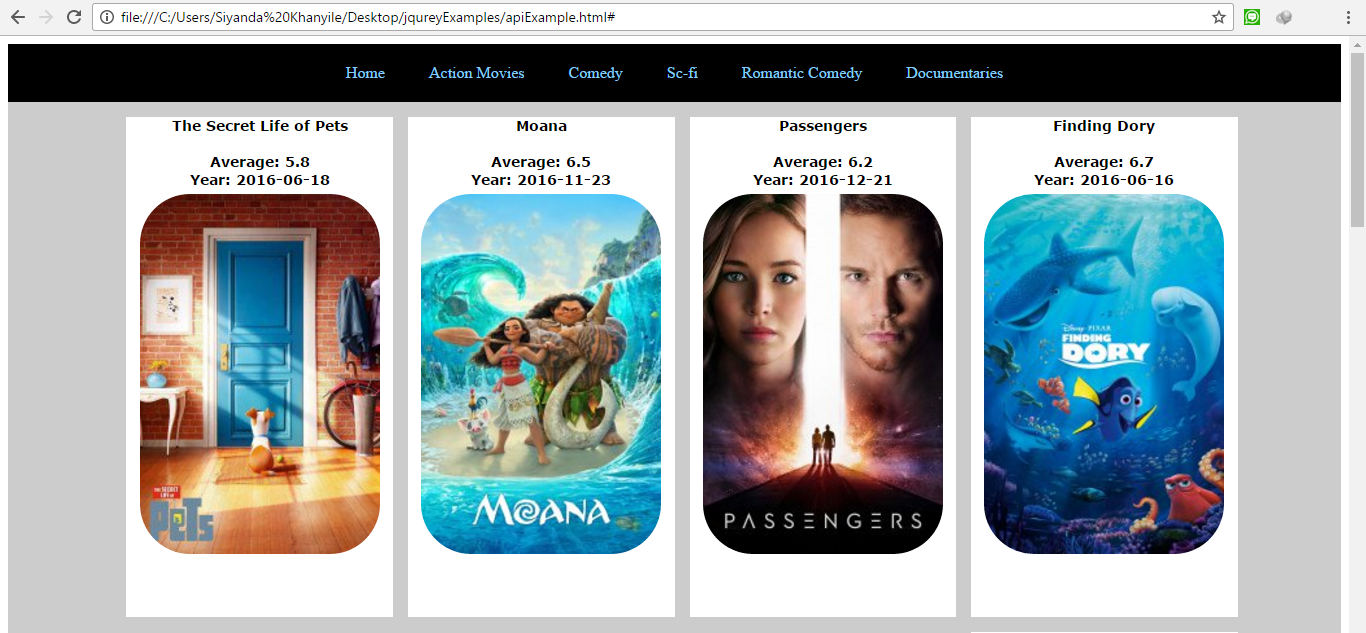 file:///C:/Users/Siyanda%20Khanyile/Desktop/jqureyExamples/apiExample.html#
Home Action Movies Comedy Sc-fi Romantic Comedy Documentaries
The Secret Life of Pets
Average: 5.8
Year: 2016-06-18
THE SECRET
LIFE OF
PETS
Moana
Average: 6.5
Year: 2016-11-23
MOANA
Passengers
Average: 6.2
Year: 2016-12-21
PASSENGERS
Finding Dory
Average: 6.7
Year: 2016-06-16
Disney PIXAR
FINDING
DORY